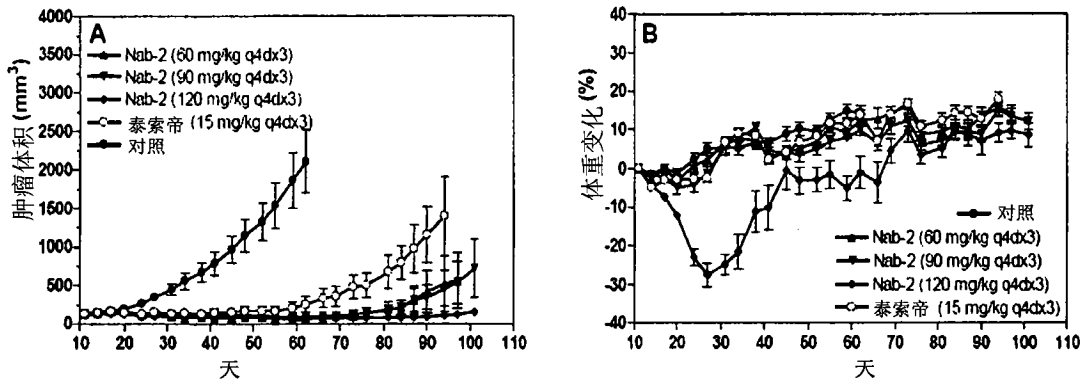 A
肿瘤体积 (mm³)
4000
3500
3000
2500
2000
1500
1000
500
0
Nab-2 (60 mg/kg q4dx3)
Nab-2 (90 mg/kg q4dx3)
Nab-2 (120 mg/kg q4dx3)
泰索帝 (15 mg/kg q4dx3)
对照
10 20 30 40 50 60 70 80 90 100 110
天
B
体重变化 (%)
40
30
20
10
0
-10
-20
-30
-40
对照
Nab-2 (60 mg/kg q4dx3)
Nab-2 (90 mg/kg q4dx3)
Nab-2 (120 mg/kg q4dx3)
泰索帝 (15 mg/kg q4dx3)
10 20 30 40 50 60 70 80 90 100 110
天